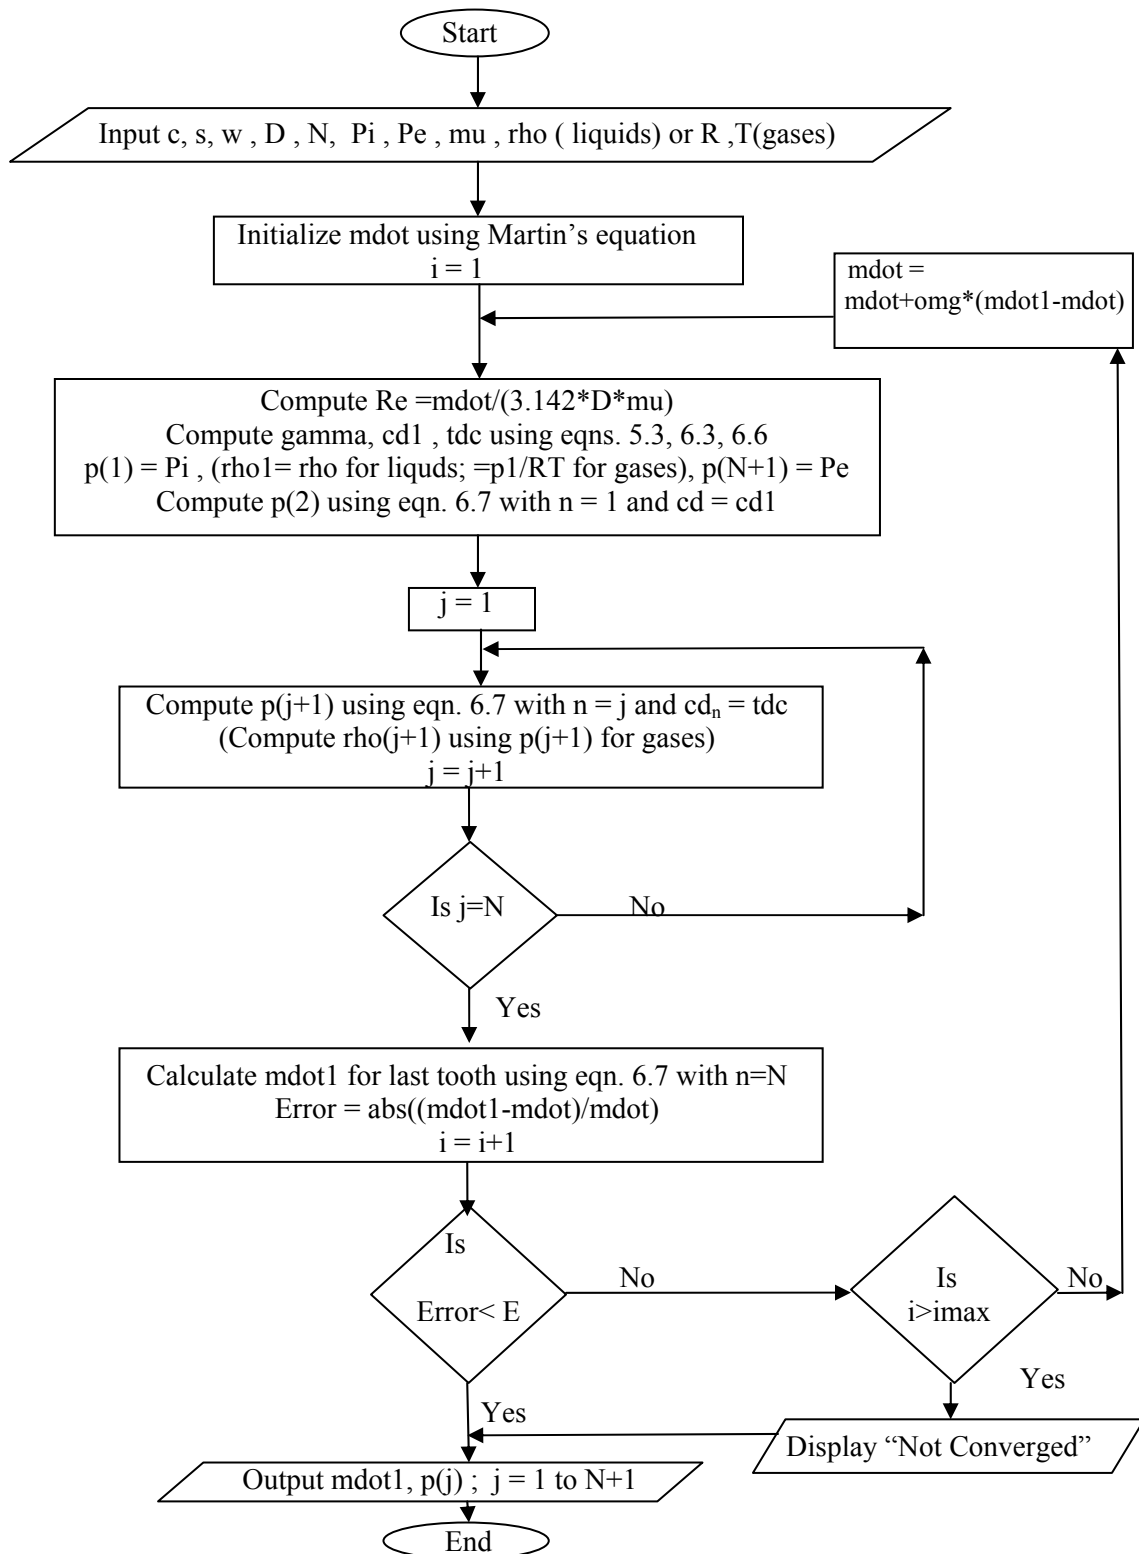 Start
Input c, s, w , D , N, Pi , Pe , mu , rho ( liquids) or R ,T(gases)
Initialize mdot using Martin’s equation
i = 1
mdot =
mdot+omg*(mdot1-mdot)
Compute Re =mdot/(3.142*D*mu)
Compute gamma, cd1 , tdc using eqns. 5.3, 6.3, 6.6
p(1) = Pi , (rho1= rho for liquds; =p1/RT for gases), p(N+1) = Pe
Compute p(2) using eqn. 6.7 with n = 1 and cd = cd1
j = 1
Compute p(j+1) using eqn. 6.7 with n = j and cdₙ = tdc
(Compute rho(j+1) using p(j+1) for gases)
j = j+1
Is j=N
No
Yes
Calculate mdot1 for last tooth using eqn. 6.7 with n=N
Error = abs((mdot1-mdot)/mdot)
i = i+1
Is
Error< E
No
Is
i>imax
No
Yes
Yes
Display “Not Converged”
Output mdot1, p(j) ; j = 1 to N+1
End